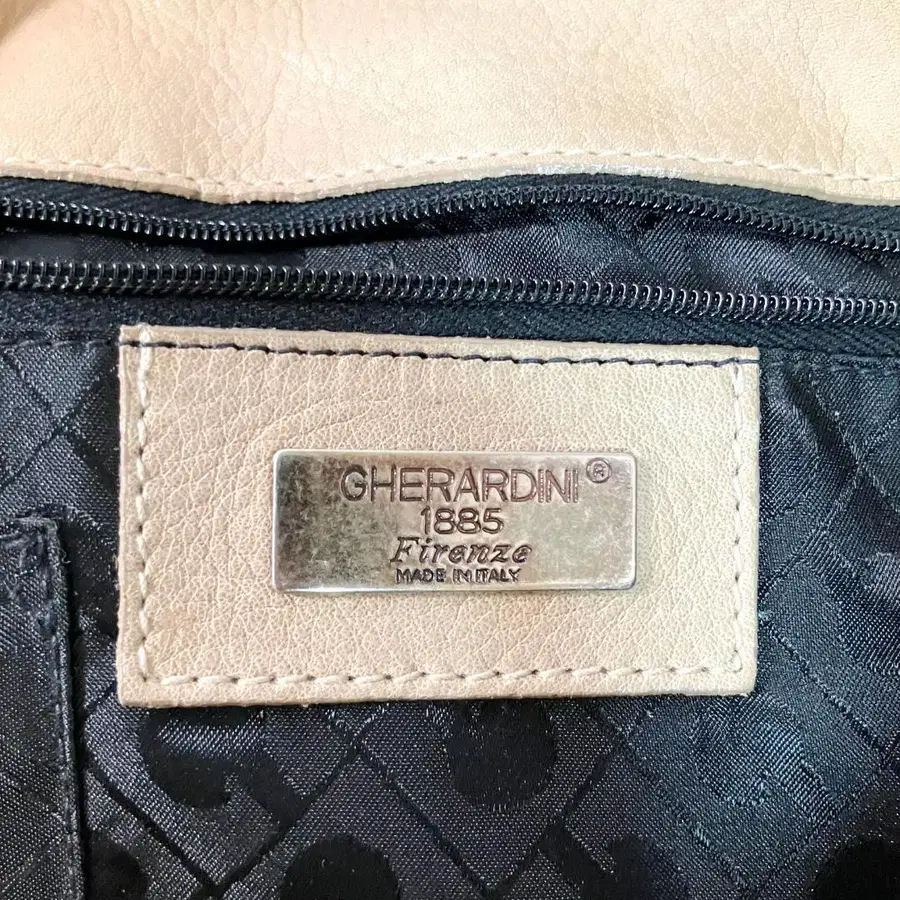 GHERARDINI®
1885
Firenze
MADE IN ITALY